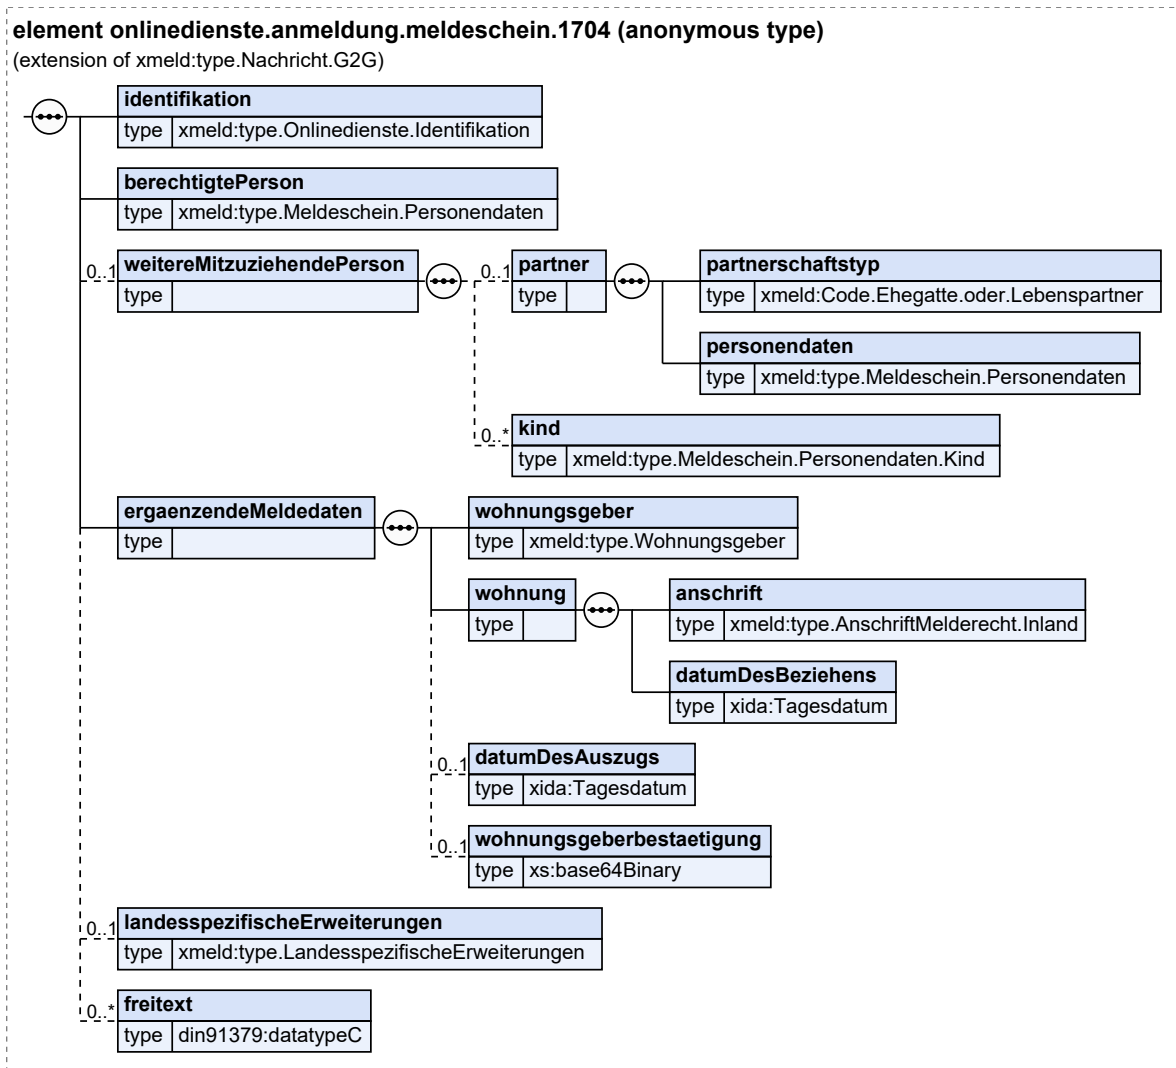 element onlinedienste.anmeldung.meldeschein.1704 (anonymous type)
(extension of xmeld:type.Nachricht.G2G)
identifikation
type xmeld:type.Onlinedienste.Identifikation
berechtigtePerson
type xmeld:type.Meldeschein.Personendaten
0..1 weitereMitzuziehendePerson
type
0..1 partner
type
partnerschaftstyp
type xmeld:Code.Ehegatte.oder.Lebenspartner
personendaten
type xmeld:type.Meldeschein.Personendaten
0..* kind
type xmeld:type.Meldeschein.Personendaten.Kind
ergaenzendeMeldedaten
type
wohnungsgeber
type xmeld:type.Wohnungsgeber
wohnung
type
anschrift
type xmeld:type.AnschriftMelderecht.Inland
datumDesBeziehens
type xida:Tagesdatum
0..1 datumDesAuszugs
type xida:Tagesdatum
0..1 wohnungsgeberbestaetigung
type xs:base64Binary
0..1 landesspezifischeErweiterungen
type xmeld:type.LandesspezifischeErweiterungen
0..* freitext
type din91379:datatypeC